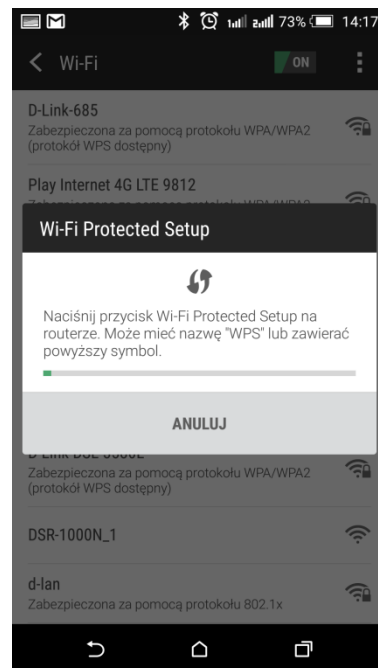 73% 14:17
Wi-Fi
ON
D-Link-685
Zabezpieczona za pomocą protokołu WPA/WPA2
(protokół WPS dostępny)
Play Internet 4G LTE 9812
Wi-Fi Protected Setup
Naciśnij przycisk Wi-Fi Protected Setup na
routerze. Może mieć nazwę "WPS" lub zawierać
powyższy symbol.
ANULUJ
Zabezpieczona za pomocą protokołu WPA/WPA2
(protokół WPS dostępny)
DSR-1000N_1
d-lan
Zabezpieczona za pomocą protokołu 802.1x